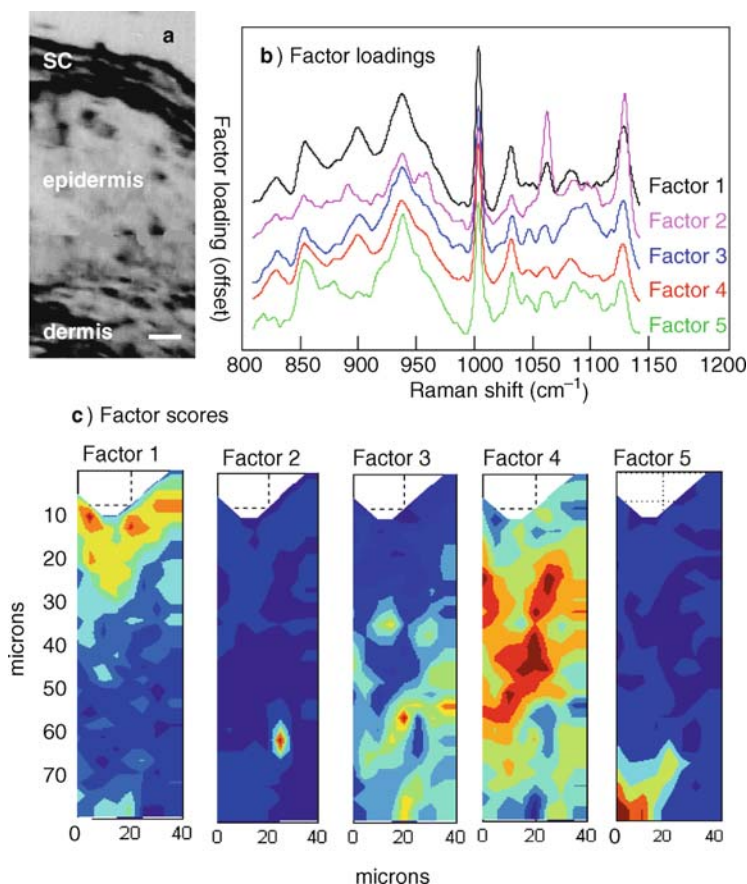 a
SC
epidermis
dermis
b) Factor loadings
Factor loading (offset)
Factor 1
Factor 2
Factor 3
Factor 4
Factor 5
800 850 900 950 1000 1050 1100 1150 1200
Raman shift (cm⁻¹)
c) Factor scores
Factor 1 Factor 2 Factor 3 Factor 4 Factor 5
microns
10
20
30
40
50
60
70
0 20 40 0 20 40 0 20 40 0 20 40 0 20 40
microns